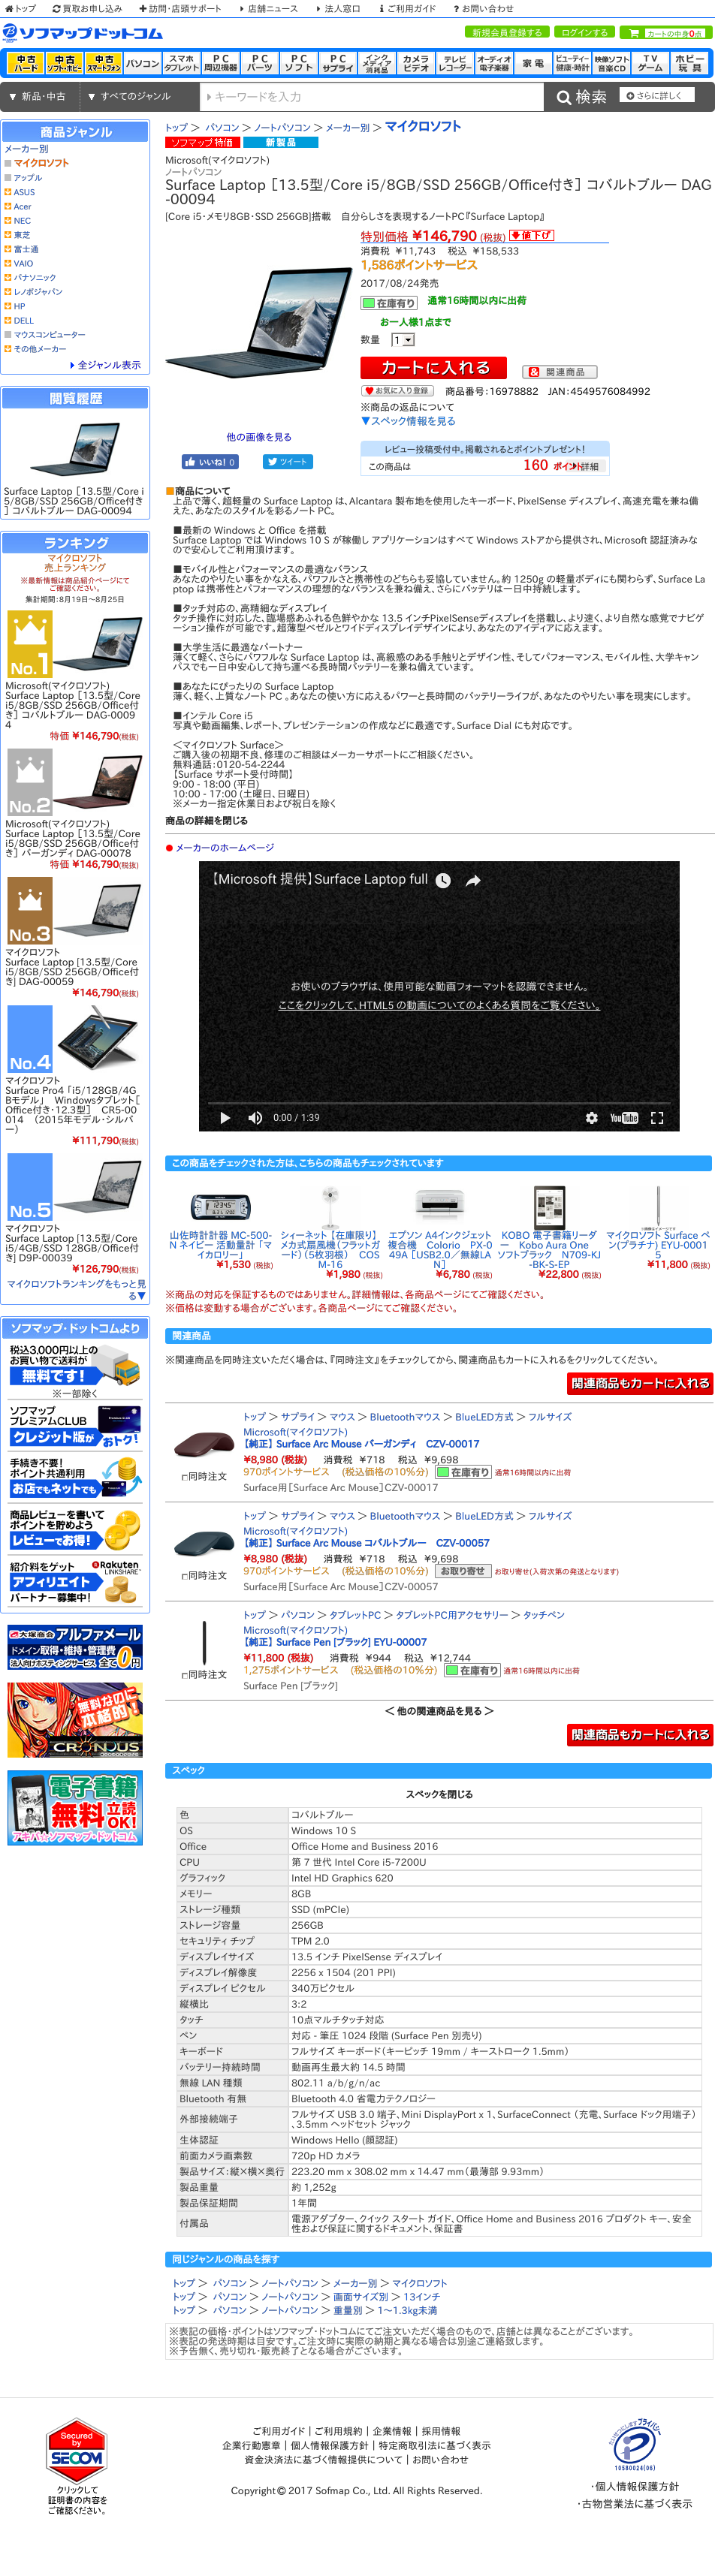 トップ 買取お申し込み 訪問・店頭サポート 店舗ニュース 法人窓口 ご利用ガイド ? お問い合わせ
ソフマップドットコム
新規会員登録する ログインする カートの中身0点
中古ハード 中古ソフト・ホビー 中古スマートフォン パソコン スマホタブレット PC周辺機器 PCパーツ PCソフト PCサプライ インクメディア消耗品 カメラビデオ テレビレコーダー オーディオ電子楽器 家電 ビューティー健康・時計 映像ソフト音楽CD TVゲーム ホビー玩具
▼ 新品・中古 ▼ すべてのジャンル キーワードを入力 検索 さらに詳しく
商品ジャンル
メーカー別
マイクロソフト
アップル
ASUS
Acer
NEC
東芝
富士通
VAIO
パナソニック
レノボジャパン
HP
DELL
マウスコンピューター
その他メーカー
全ジャンル表示
閲覧履歴
Surface Laptop [13.5型/Core i
5/8GB/SSD 256GB/Office付き
] コバルトブルー DAG-00094
ランキング
マイクロソフト
売上ランキング
※最新情報は商品紹介ページにて
ご確認ください。
集計期間:8月19日~8月25日
No.1
Microsoft(マイクロソフト)
Surface Laptop [13.5型/Core
i5/8GB/SSD 256GB/Office付
き] コバルトブルー DAG-0009
4
特価 ¥146,790(税抜)
No.2
Microsoft(マイクロソフト)
Surface Laptop [13.5型/Core
i5/8GB/SSD 256GB/Office付
き] バーガンディ DAG-00078
特価 ¥146,790(税抜)
No.3
マイクロソフト
Surface Laptop [13.5型/Core
i5/8GB/SSD 256GB/Office付
き] DAG-00059
¥146,790(税抜)
No.4
マイクロソフト
Surface Pro4 「i5/128GB/4G
Bモデル」 Windowsタブレット[
Office付き・12.3型] CR5-00
014 (2015年モデル・シルバ
ー)
¥111,790(税抜)
No.5
マイクロソフト
Surface Laptop [13.5型/Core
i5/4GB/SSD 128GB/Office付
き] D9P-00039
¥126,790(税抜)
マイクロソフトランキングをもっと見
る▼
ソフマップ・ドットコムより
税込3,000円以上の
お買い物で送料が
無料です!
※一部除く
ソフマップ
プレミアムCLUB
クレジット版がおトク!
手続き不要!
ポイント共通利用
お店でもネットでも
商品レビューを書いて
ポイントを貯めよう
レビューでお得!
紹介料をゲット Rakuten LINKSHARE
アフィリエイト
パートナー募集中!
大塚商会 アルファメール
ドメイン取得・維持・管理費
法人向けホスティングサービス 全て0円
無料なのに
本格的!
CRONUS
電子書籍
無料立読OK!
アキバ☆ソフマップ・ドットコム
トップ > パソコン > ノートパソコン > メーカー別 > マイクロソフト
ソフマップ特価 新製品
Microsoft(マイクロソフト)
ノートパソコン
Surface Laptop [13.5型/Core i5/8GB/SSD 256GB/Office付き] コバルトブルー DAG
-00094
[Core i5・メモリ8GB・SSD 256GB]搭載 自分らしさを表現するノートPC『Surface Laptop』
特別価格 ¥146,790 (税抜) 値下げ
消費税 ¥11,743 税込 ¥158,533
1,586ポイントサービス
2017/08/24発売
在庫有り 通常16時間以内に出荷
お一人様1点まで
数量 1
カートに入れる 関連商品
お気に入り登録 商品番号:16978882 JAN:4549576084992
※商品の返品について
▼スペック情報を見る
他の画像を見る
いいね! 0 ツイート
レビュー投稿受付中。掲載されるとポイントプレゼント!
この商品は 160 ポイント 詳細
■商品について
上品で薄く、超軽量の Surface Laptop は、Alcantara 製布地を使用したキーボード、PixelSense ディスプレイ、高速充電を兼ね備
えた、あなたのスタイルを彩るノート PC。
■最新の Windows と Office を搭載
Surface Laptop では Windows 10 S が稼働し アプリケーションはすべて Windows ストアから提供され、Microsoft 認証済みな
ので安心してご利用頂けます。
■モバイル性とパフォーマンスの最適なバランス
あなたのやりたい事をかなえる、パワフルさと携帯性のどちらも妥協していません。約 1250g の軽量ボディにも関わらず、Surface La
ptop は携帯性とパフォーマンスの理想的なバランスを兼ね備え、さらにバッテリは一日中持続します。
■タッチ対応の、高精細なディスプレイ
タッチ操作に対応した、臨場感あふれる色鮮やかな 13.5 インチPixelSenseディスプレイを搭載し、より速く、より自然な感覚でナビゲ
ーション操作が可能です。超薄型ベゼルとワイドディスプレイデザインにより、あなたのアイディアに応えます。
■大学生活に最適なパートナー
薄くて軽く、さらにパワフルな Surface Laptop は、高級感のある手触りとデザイン性、そしてパフォーマンス、モバイル性、大学キャン
パスでも一日中安心して持ち運べる長時間バッテリーを兼ね備えています。
■あなたにぴったりの Surface Laptop
薄く、軽く、上質なノート PC 。あなたの使い方に応えるパワーと長時間のバッテリーライフが、あなたのやりたい事を現実にします。
■インテル Core i5
写真や動画編集、レポート、プレゼンテーションの作成などに最適です。Surface Dial にも対応です。
<マイクロソフト Surface>
ご購入後の初期不良、修理のご相談はメーカーサポートにご相談ください。
無料通話:0120-54-2244
【Surface サポート受付時間】
9:00 - 18:00 (平日)
10:00 - 17:00 (土曜日、日曜日)
※メーカー指定休業日および祝日を除く
商品の詳細を閉じる
● メーカーのホームページ
【Microsoft 提供】Surface Laptop full
お使いのブラウザは、使用可能な動画フォーマットを認識できません。
ここをクリックして、HTML5 の動画についてのよくある質問をご覧ください。
0:00 / 1:39 YouTube
この商品をチェックされた方は、こちらの商品もチェックされています
山佐時計計器 MC-500-
N ネイビー 活動量計 「マ
イカロリー」
¥1,530 (税抜)
シィーネット 【在庫限り】
メカ式扇風機（フラットガ
ード）（5枚羽根） COS
M-16
¥1,980 (税抜)
エプソン A4インクジェット
複合機 Colorio PX-0
49A [USB2.0／無線LA
N]
¥6,780 (税抜)
KOBO 電子書籍リーダ
ー Kobo Aura One
ソフトブラック N709-KJ
-BK-S-EP
¥22,800 (税抜)
マイクロソフト Surface ペ
ン(プラチナ) EYU-0001
5
¥11,800 (税抜)
※商品の対応を保証するものではありません。詳細情報は、各商品ページにてご確認ください。
※価格は変動する場合がございます。各商品ページにてご確認ください。
関連商品
※関連商品を同時注文いただく場合は、『同時注文』をチェックしてから、関連商品もカートに入れるをクリックしてください。
関連商品もカートに入れる
トップ > サプライ > マウス > Bluetoothマウス > BlueLED方式 > フルサイズ
Microsoft(マイクロソフト)
【純正】 Surface Arc Mouse バーガンディ CZV-00017
¥8,980 (税抜) 消費税 ¥718 税込 ¥9,698
970ポイントサービス (税込価格の10%分) 在庫有り 通常16時間以内に出荷
同時注文
Surface用[Surface Arc Mouse]CZV-00017
トップ > サプライ > マウス > Bluetoothマウス > BlueLED方式 > フルサイズ
Microsoft(マイクロソフト)
【純正】 Surface Arc Mouse コバルトブルー CZV-00057
¥8,980 (税抜) 消費税 ¥718 税込 ¥9,698
970ポイントサービス (税込価格の10%分) お取り寄せ お取り寄せ(入荷次第の発送となります)
同時注文
Surface用[Surface Arc Mouse]CZV-00057
トップ > パソコン > タブレットPC > タブレットPC用アクセサリー > タッチペン
Microsoft(マイクロソフト)
【純正】 Surface Pen [ブラック] EYU-00007
¥11,800 (税抜) 消費税 ¥944 税込 ¥12,744
1,275ポイントサービス (税込価格の10%分) 在庫有り 通常16時間以内に出荷
同時注文
Surface Pen [ブラック]
< 他の関連商品を見る >
関連商品もカートに入れる
スペック
スペックを閉じる
色 コバルトブルー
OS Windows 10 S
Office Office Home and Business 2016
CPU 第 7 世代 Intel Core i5-7200U
グラフィック Intel HD Graphics 620
メモリー 8GB
ストレージ種類 SSD (mPCIe)
ストレージ容量 256GB
セキュリティ チップ TPM 2.0
ディスプレイサイズ 13.5 インチ PixelSense ディスプレイ
ディスプレイ解像度 2256 x 1504 (201 PPI)
ディスプレイ ピクセル 340万ピクセル
縦横比 3:2
タッチ 10点マルチタッチ対応
ペン 対応 - 筆圧 1024 段階 (Surface Pen 別売り)
キーボード フルサイズ キーボード（キーピッチ 19mm / キーストローク 1.5mm）
バッテリー持続時間 動画再生最大約 14.5 時間
無線 LAN 種類 802.11 a/b/g/n/ac
Bluetooth 有無 Bluetooth 4.0 省電力テクノロジー
外部接続端子 フルサイズ USB 3.0 端子、Mini DisplayPort x 1、SurfaceConnect （充電、Surface ドック用端子）
、3.5mm ヘッドセット ジャック
生体認証 Windows Hello (顔認証)
前面カメラ画素数 720p HD カメラ
製品サイズ:縦×横×奥行 223.20 mm x 308.02 mm x 14.47 mm（最薄部 9.93mm）
製品重量 約 1,252g
製品保証期間 1年間
付属品 電源アダプター、クイック スタート ガイド、Office Home and Business 2016 プロダクト キー、安全
性および保証に関するドキュメント、保証書
同じジャンルの商品を探す
トップ > パソコン > ノートパソコン > メーカー別 > マイクロソフト
トップ > パソコン > ノートパソコン > 画面サイズ別 > 13インチ
トップ > パソコン > ノートパソコン > 重量別 > 1～1.3kg未満
※表記の価格・ポイントはソフマップ・ドットコムにてご注文いただく場合のもので、店舗とは異なることがございます。
※表記の発送時期は目安です。ご注文時に実際の納期と異なる場合は別途ご連絡致します。
※予告無く、売り切れ・販売終了となる場合がございます。
Secured by SECOM
クリックして
証明書の内容を
ご確認ください。
ご利用ガイド | ご利用規約 | 企業情報 | 採用情報
企業行動憲章 | 個人情報保護方針 | 特定商取引法に基づく表示
資金決済法に基づく情報提供について | お問い合わせ
Copyright© 2017 Sofmap Co., Ltd. All Rights Reserved.
10580024(06)
・個人情報保護方針
・古物営業法に基づく表示